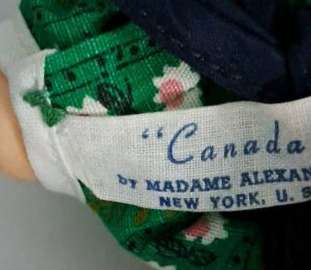 "Canada
BY MADAME ALEXAN
NEW YORK, U. S